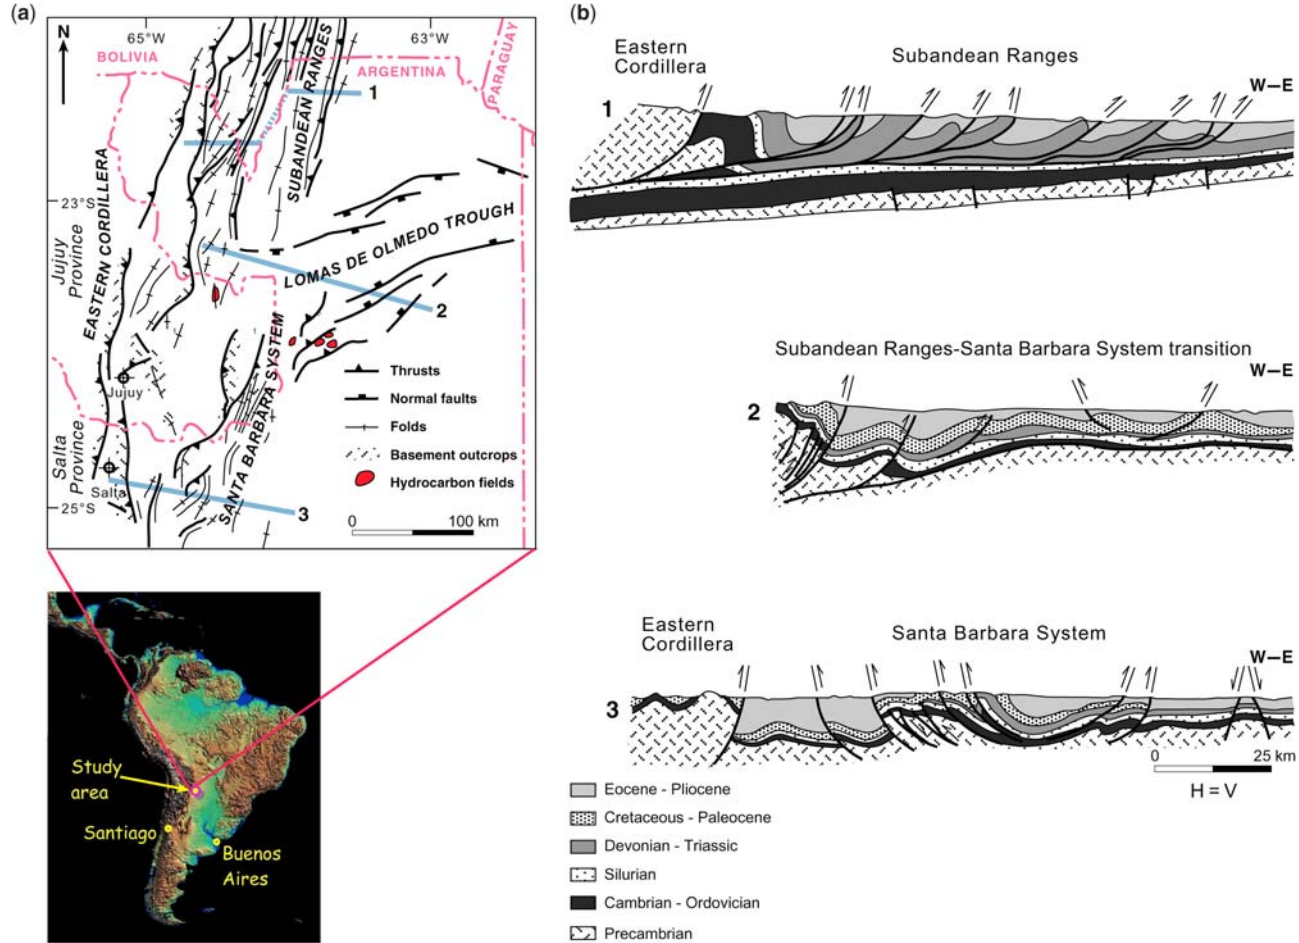 (a)
N
65°W
63°W
BOLIVIA
ARGENTINA
PARAGUAY
SUBANDEAN RANGES
1
23°S
EASTERN CORDILLERA
Jujuy
Province
LOMAS DE OLMEDO TROUGH
2
SANTA BARBARA SYSTEM
Jujuy
Salta
Province
Salta
25°S
3
Thrusts
Normal faults
Folds
Basement outcrops
Hydrocarbon fields
0 100 km
Study
area
Santiago
Buenos
Aires
(b)
Eastern
Cordillera
Subandean Ranges
W–E
1
Subandean Ranges-Santa Barbara System transition
W–E
2
Eastern
Cordillera
Santa Barbara System
W–E
3
0 25 km
H = V
Eocene - Pliocene
Cretaceous - Paleocene
Devonian - Triassic
Silurian
Cambrian - Ordovician
Precambrian